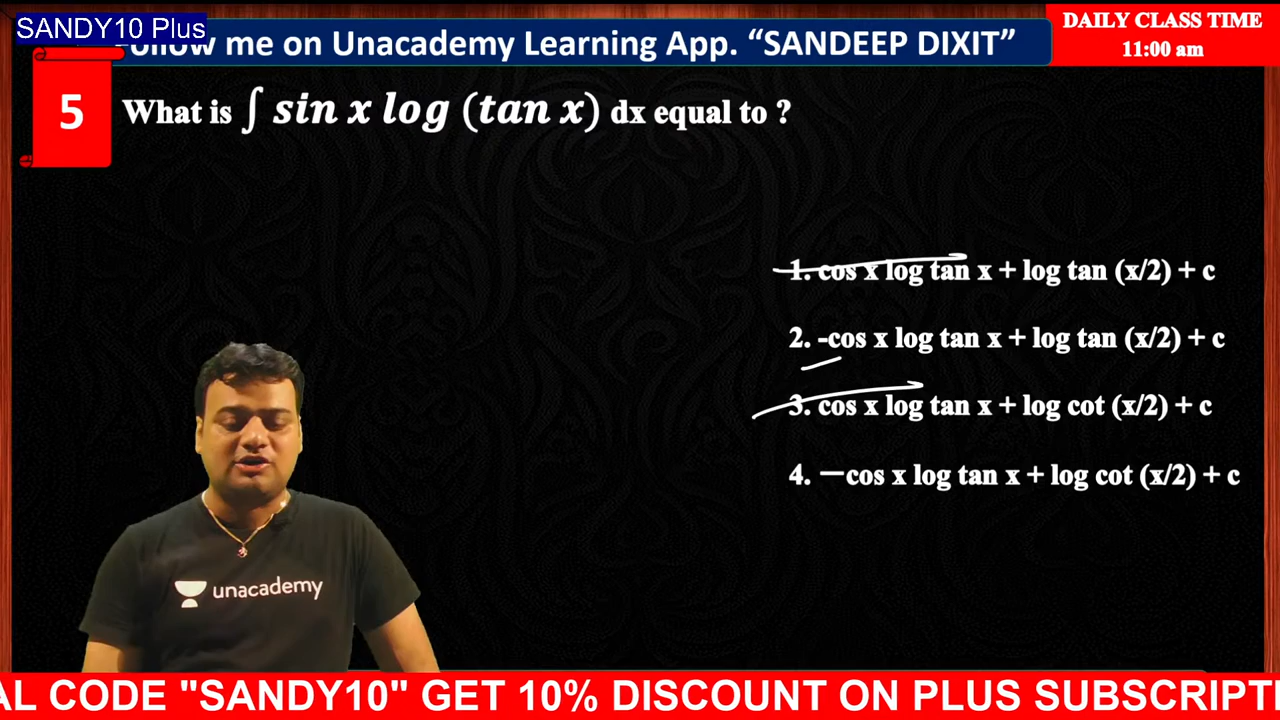 SANDY10 Plus
ollow me on Unacademy Learning App. “SANDEEP DIXIT”
DAILY CLASS TIME
11:00 am
5
What is ∫ sin x log (tan x) dx equal to ?
1. cos x log tan x + log tan (x/2) + c
2. -cos x log tan x + log tan (x/2) + c
3. cos x log tan x + log cot (x/2) + c
4. —cos x log tan x + log cot (x/2) + c
unacademy
AL CODE "SANDY10" GET 10% DISCOUNT ON PLUS SUBSCRIPTI